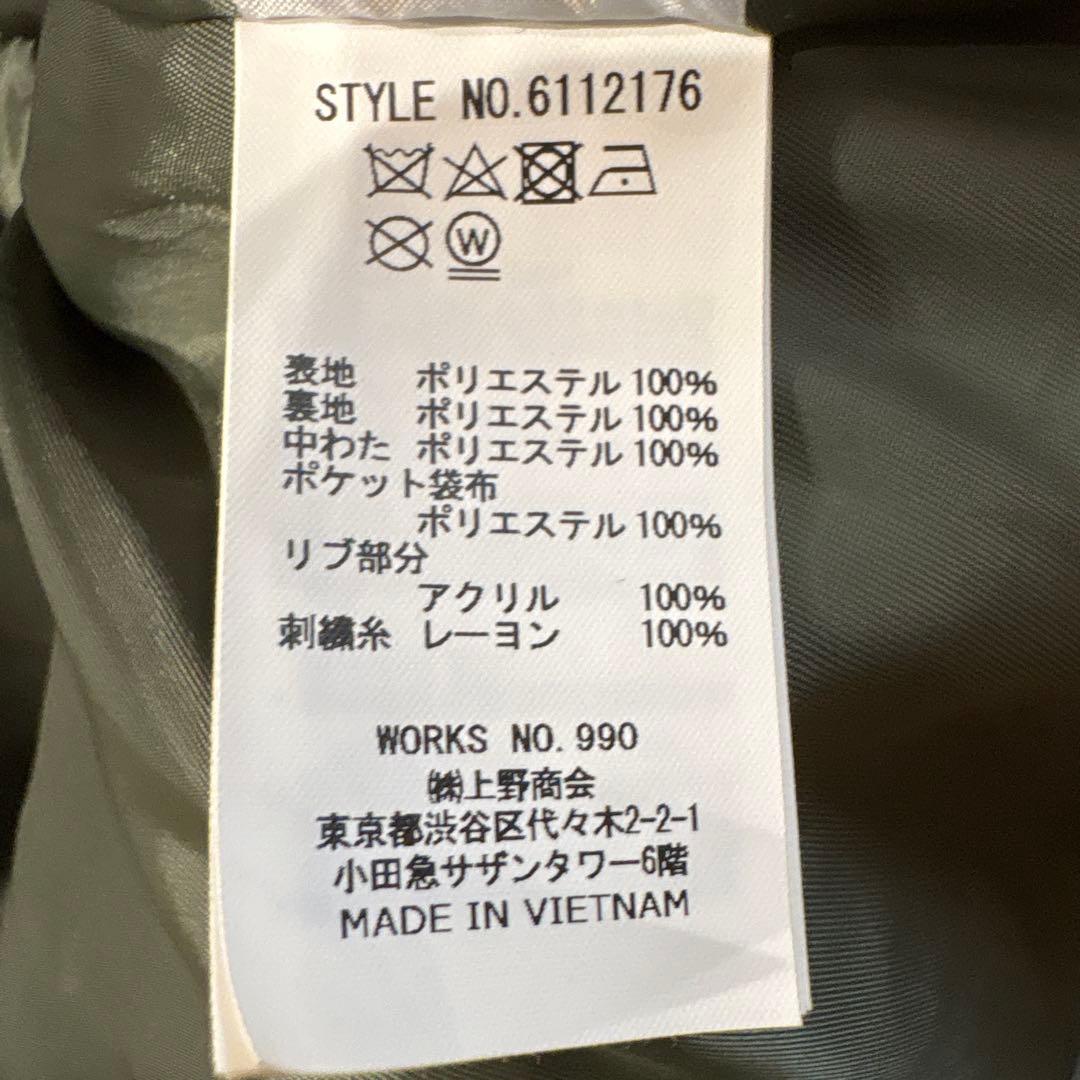 STYLE NO.6112176
W
表地 ポリエステル 100%
裏地 ポリエステル 100%
中わた ポリエステル 100%
ポケット袋布
ポリエステル 100%
リブ部分
アクリル 100%
刺繍糸 レーヨン 100%
WORKS NO.990
㈱上野商会
東京都渋谷区代々木2-2-1
小田急サザンタワー6階
MADE IN VIETNAM